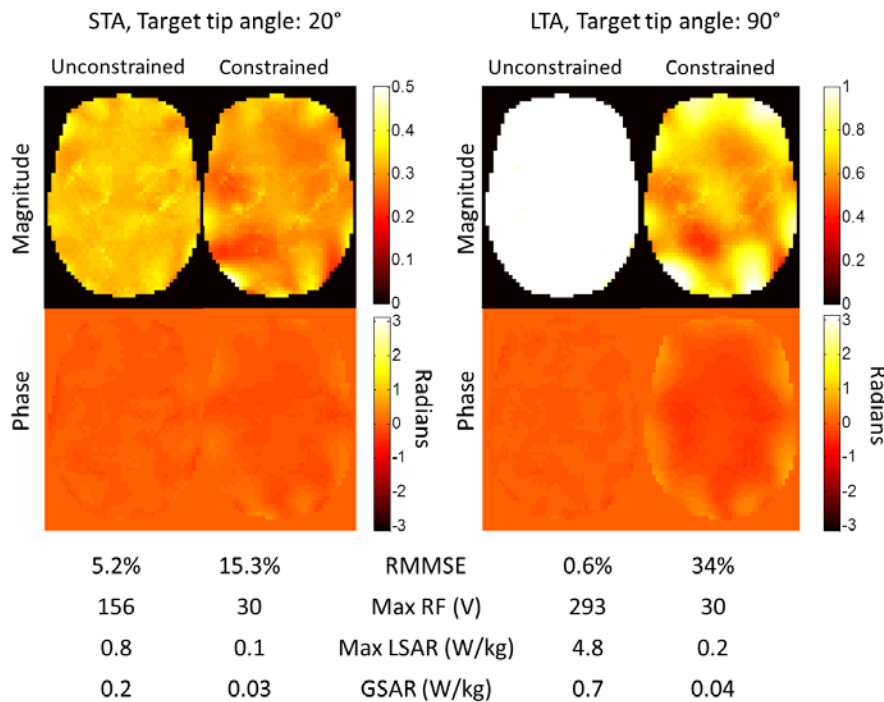 STA, Target tip angle: 20°
LTA, Target tip angle: 90°
Unconstrained Constrained
Unconstrained Constrained
Magnitude
0.5
0.4
0.3
0.2
0.1
0
Magnitude
1
0.8
0.6
0.4
0.2
0
Phase
3
2
1
0
-1
-2
-3
Radians
Phase
3
2
1
0
-1
-2
-3
Radians
5.2% 15.3% RMMSE 0.6% 34%
156 30 Max RF (V) 293 30
0.8 0.1 Max LSAR (W/kg) 4.8 0.2
0.2 0.03 GSAR (W/kg) 0.7 0.04